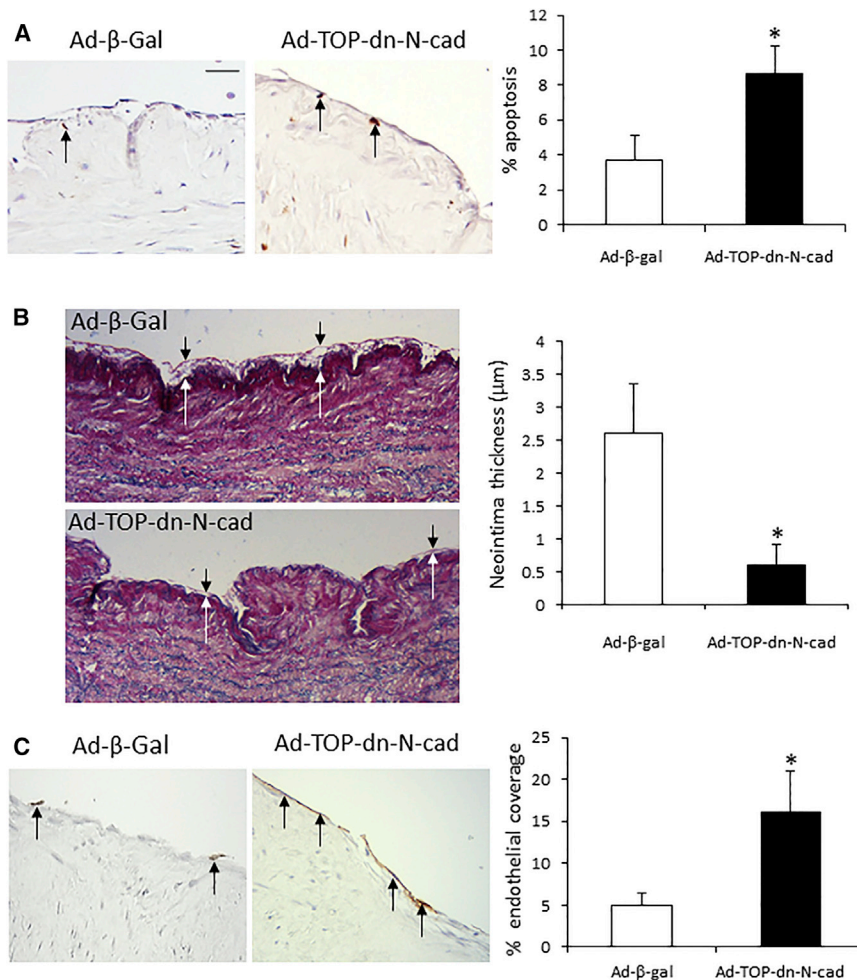 A
Ad-β-Gal
Ad-TOP-dn-N-cad
% apoptosis
12
10
8
6
4
2
0
*
Ad-β-gal
Ad-TOP-dn-N-cad
B
Ad-β-Gal
Ad-TOP-dn-N-cad
Neointima thickness (μm)
4
3.5
3
2.5
2
1.5
1
0.5
0
*
Ad-β-gal
Ad-TOP-dn-N-cad
C
Ad-β-Gal
Ad-TOP-dn-N-cad
% endothelial coverage
25
20
15
10
5
0
*
Ad-β-gal
Ad-TOP-dn-N-cad